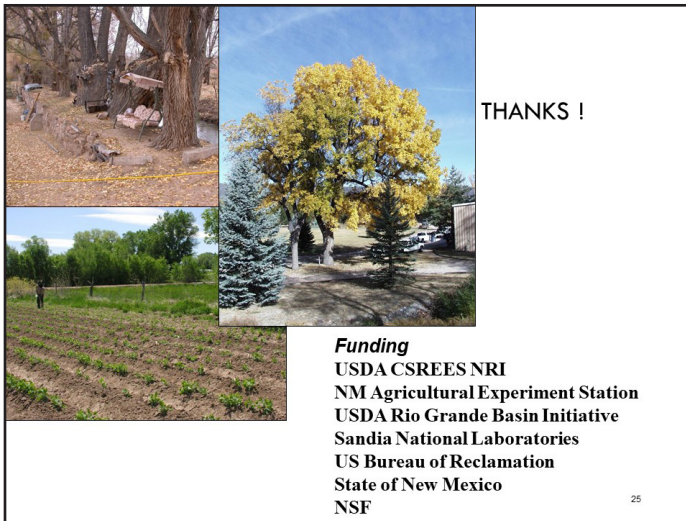 THANKS !
Funding
USDA CSREES NRI
NM Agricultural Experiment Station
USDA Rio Grande Basin Initiative
Sandia National Laboratories
US Bureau of Reclamation
State of New Mexico
NSF
25